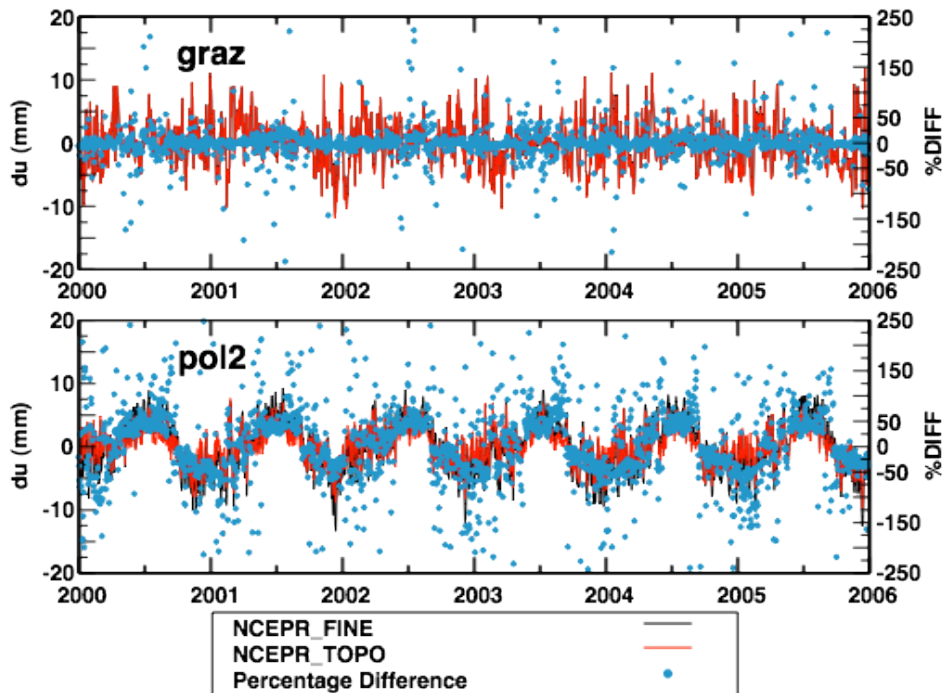 20 250
graz
10 150
50
0 0
-50
-10 -150
-20 -250
du (mm)
%DIFF
2000 2001 2002 2003 2004 2005 2006
20 250
pol2
10 150
50
0 0
-50
-10 -150
-20 250
du (mm)
%DIFF
2000 2001 2002 2003 2004 2005 2006
NCEPR_FINE
NCEPR_TOPO
Percentage Difference